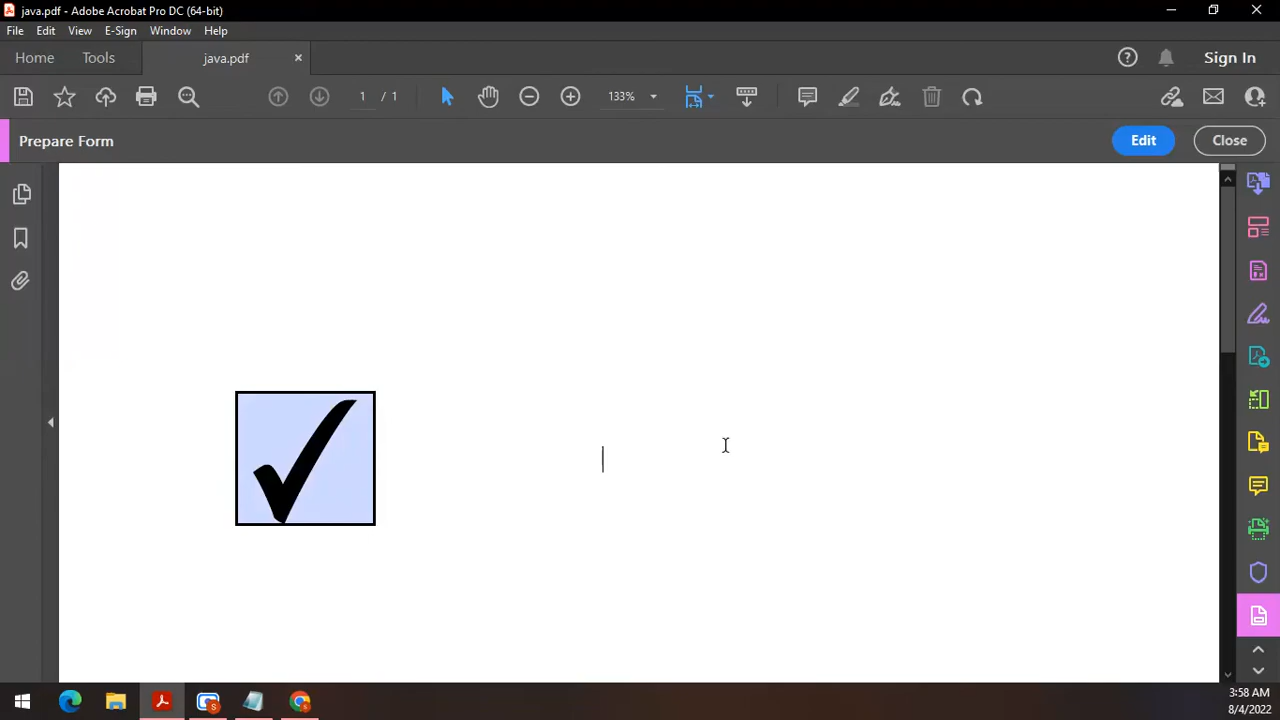 java.pdf - Adobe Acrobat Pro DC (64-bit)
File Edit View E-Sign Window Help
Home Tools java.pdf × Sign In
1 / 1 133%
Prepare Form Edit Close
3:58 AM
8/4/2022